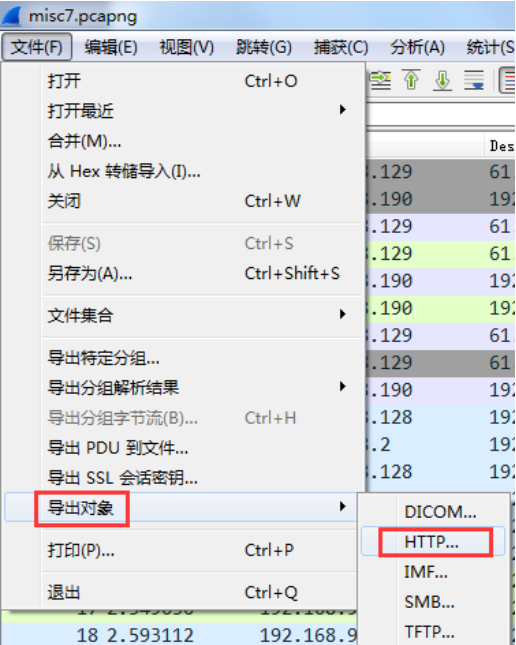 misc7.pcapng
文件(F) 编辑(E) 视图(V) 跳转(G) 捕获(C) 分析(A) 统计(S
打开 Ctrl+O
打开最近
合并(M)...
从 Hex 转储导入(I)...
关闭 Ctrl+W
保存(S) Ctrl+S
另存为(A)... Ctrl+Shift+S
文件集合
导出特定分组...
导出分组解析结果
导出分组字节流(B)... Ctrl+H
导出 PDU 到文件...
导出 SSL 会话密钥...
导出对象
打印(P)... Ctrl+P
退出 Ctrl+Q
DICOM...
HTTP...
IMF...
SMB...
TFTP...
Des
.129 61.
.190 192
.129 61.
.129 61.
.190 192
.190 192
.129 61.
.129 61.
.190 192
.128 192
.2 192
.128 192
18 2.593112 192.168.9